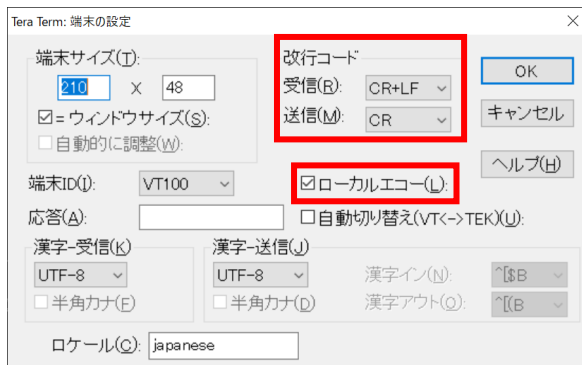 Tera Term: 端末の設定
端末サイズ(T):
210 X 48
=ウィンドウサイズ(S):
自動的に調整(W):
改行コード
受信(R): CR+LF
送信(M): CR
OK
キャンセル
ヘルプ(H)
端末ID(I): VT100
ローカルエコー(L):
応答(A):
自動切り替え(VT<->TEK)(U):
漢字-受信(K)
UTF-8
半角カナ(F)
漢字-送信(J)
UTF-8
半角カナ(D)
漢字イン(N): ^[$B
漢字アウト(O): ^[(B
ロケール(C): japanese